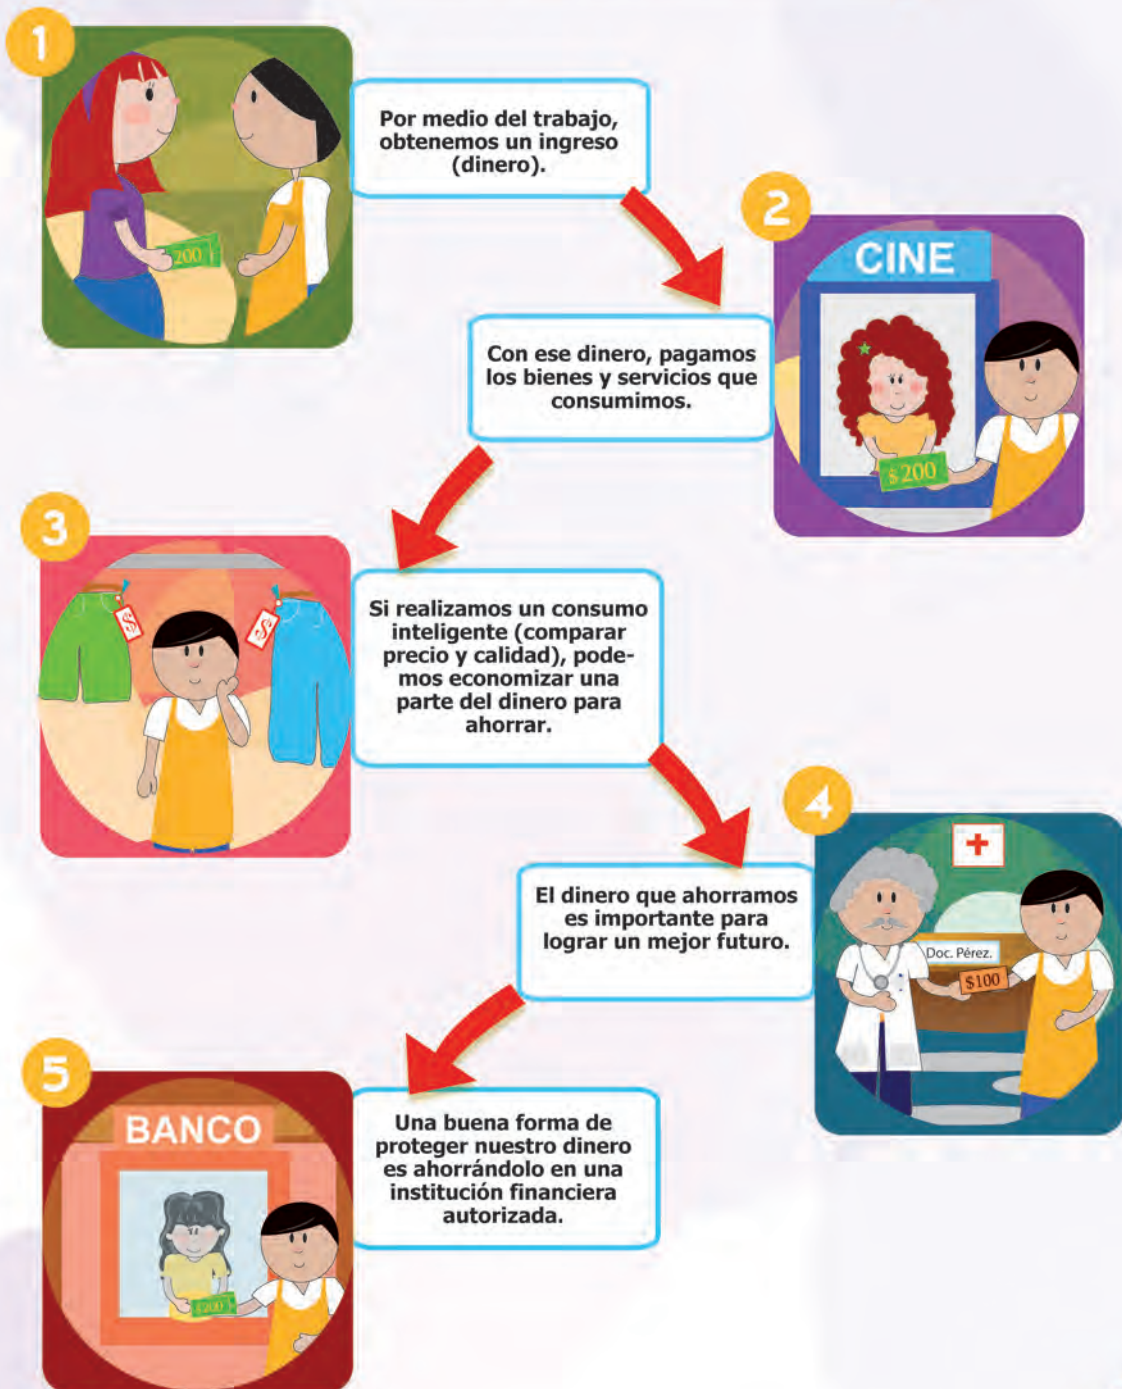 1
200
Por medio del trabajo,
obtenemos un ingreso
(dinero).
2
CINE
$200
Con ese dinero, pagamos
los bienes y servicios que
consumimos.
3
$
$
Si realizamos un consumo
inteligente (comparar
precio y calidad), pode-
mos economizar una
parte del dinero para
ahorrar.
4
Doc. Pérez.
$100
El dinero que ahorramos
es importante para
lograr un mejor futuro.
5
BANCO
$200
Una buena forma de
proteger nuestro dinero
es ahorrándolo en una
institución financiera
autorizada.